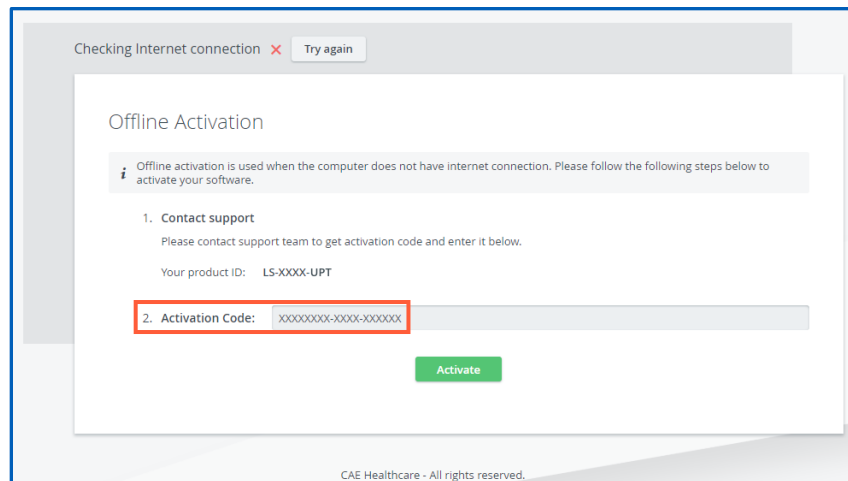 Checking Internet connection Try again
Offline Activation
i Offline activation is used when the computer does not have internet connection. Please follow the following steps below to
activate your software.
1. Contact support
Please contact support team to get activation code and enter it below.
Your product ID: LS-XXXX-UPT
2. Activation Code: XXXXXXXX-XXXX-XXXXXX
Activate
CAE Healthcare - All rights reserved.